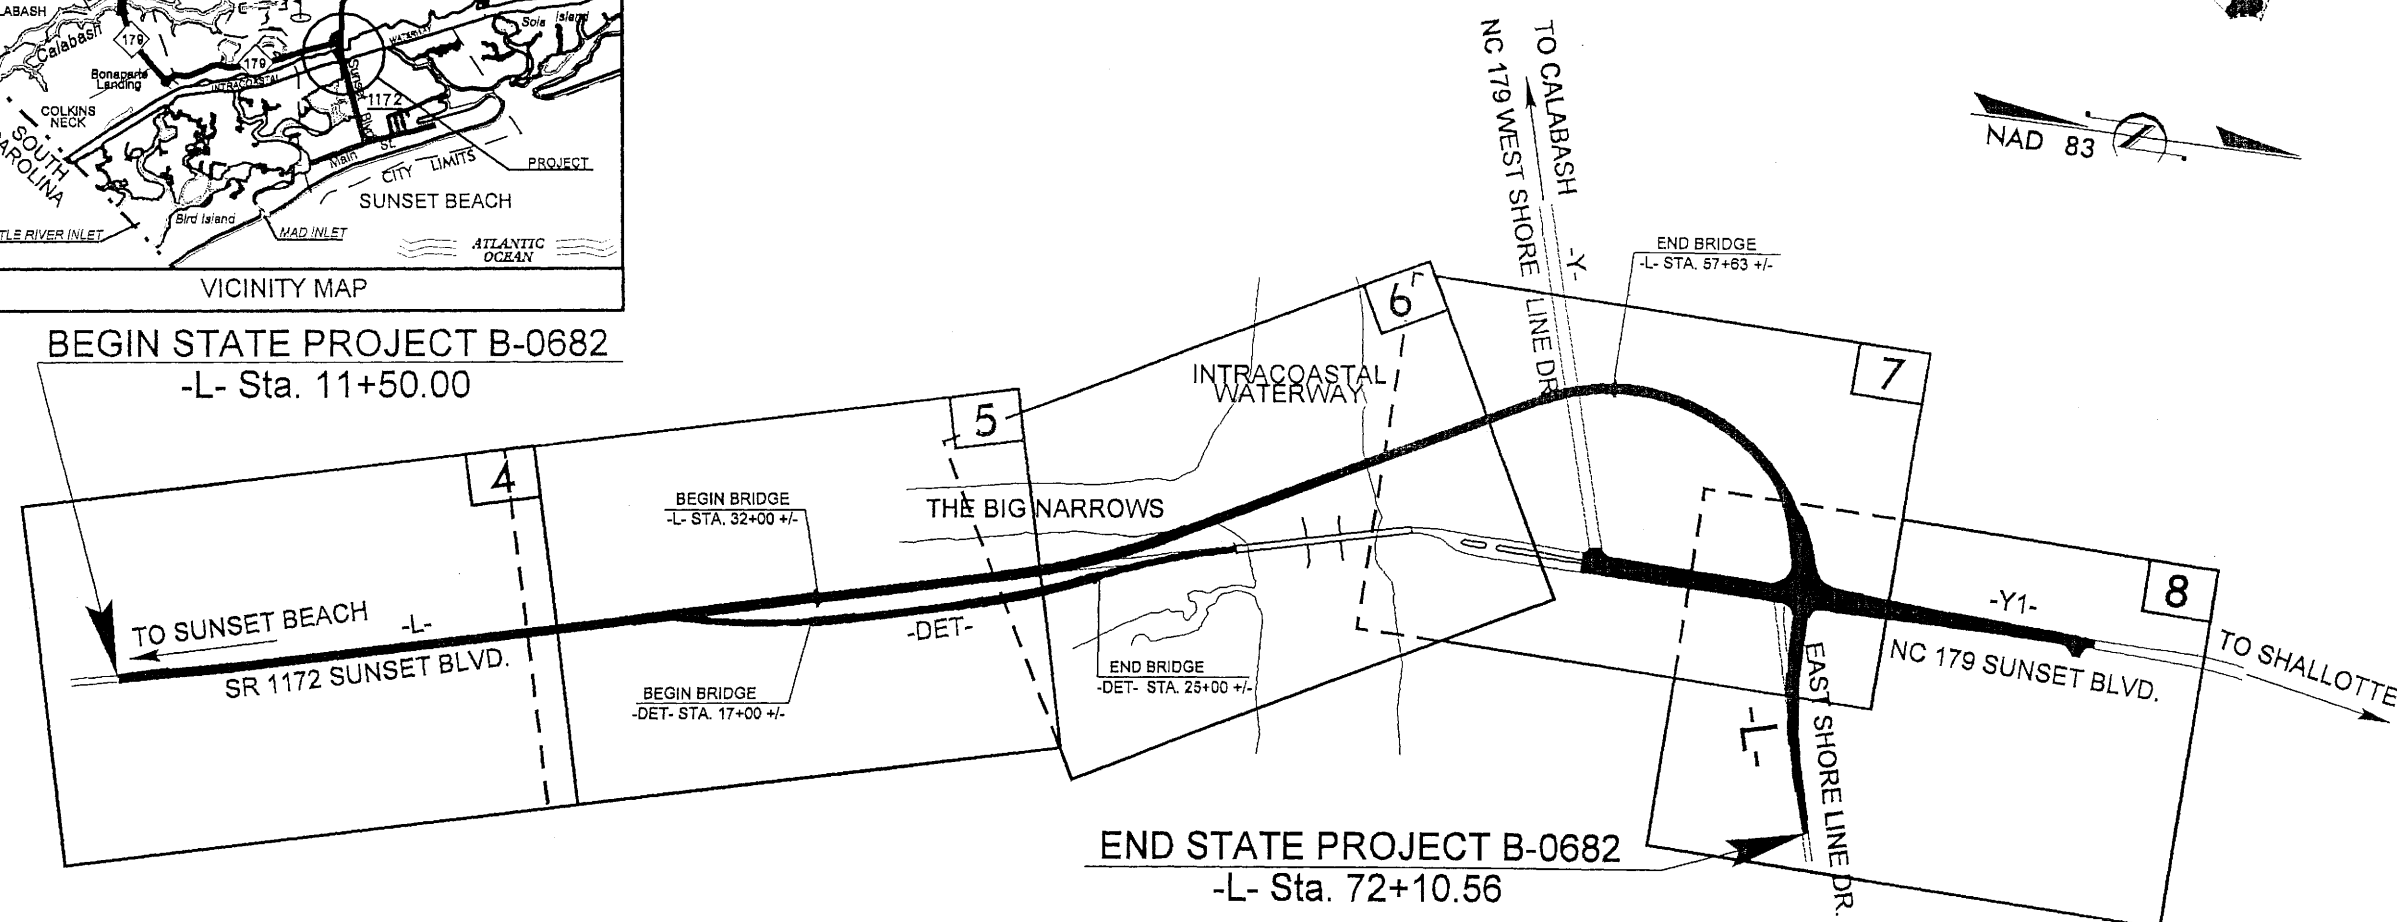 LABASH
Calabash
179
Bonaparte
Landing
179
INTRACOASTAL
WATERWAY
Sunset
Blvd
1172
COLKINS
NECK
SOUTH
CAROLINA
Main
St.
CITY LIMITS
PROJECT
SUNSET BEACH
Bird Island
TLE RIVER INLET
MAD INLET
ATLANTIC
OCEAN
VICINITY MAP
BEGIN STATE PROJECT B-0682
-L- Sta. 11+50.00
TO CALABASH
NC 179 WEST SHORE LINE DR.
-Y-
NAD 83
END BRIDGE
-L- STA. 57+63 +/-
4
5
6
7
8
INTRACOASTAL
WATERWAY
THE BIG NARROWS
BEGIN BRIDGE
-L- STA. 32+00 +/-
TO SUNSET BEACH
-L-
SR 1172 SUNSET BLVD.
-DET-
BEGIN BRIDGE
-DET- STA. 17+00 +/-
END BRIDGE
-DET- STA. 25+00 +/-
-Y1-
NC 179 SUNSET BLVD.
TO SHALLOTTE
EAST SHORE LINE DR.
-L-
END STATE PROJECT B-0682
-L- Sta. 72+10.56